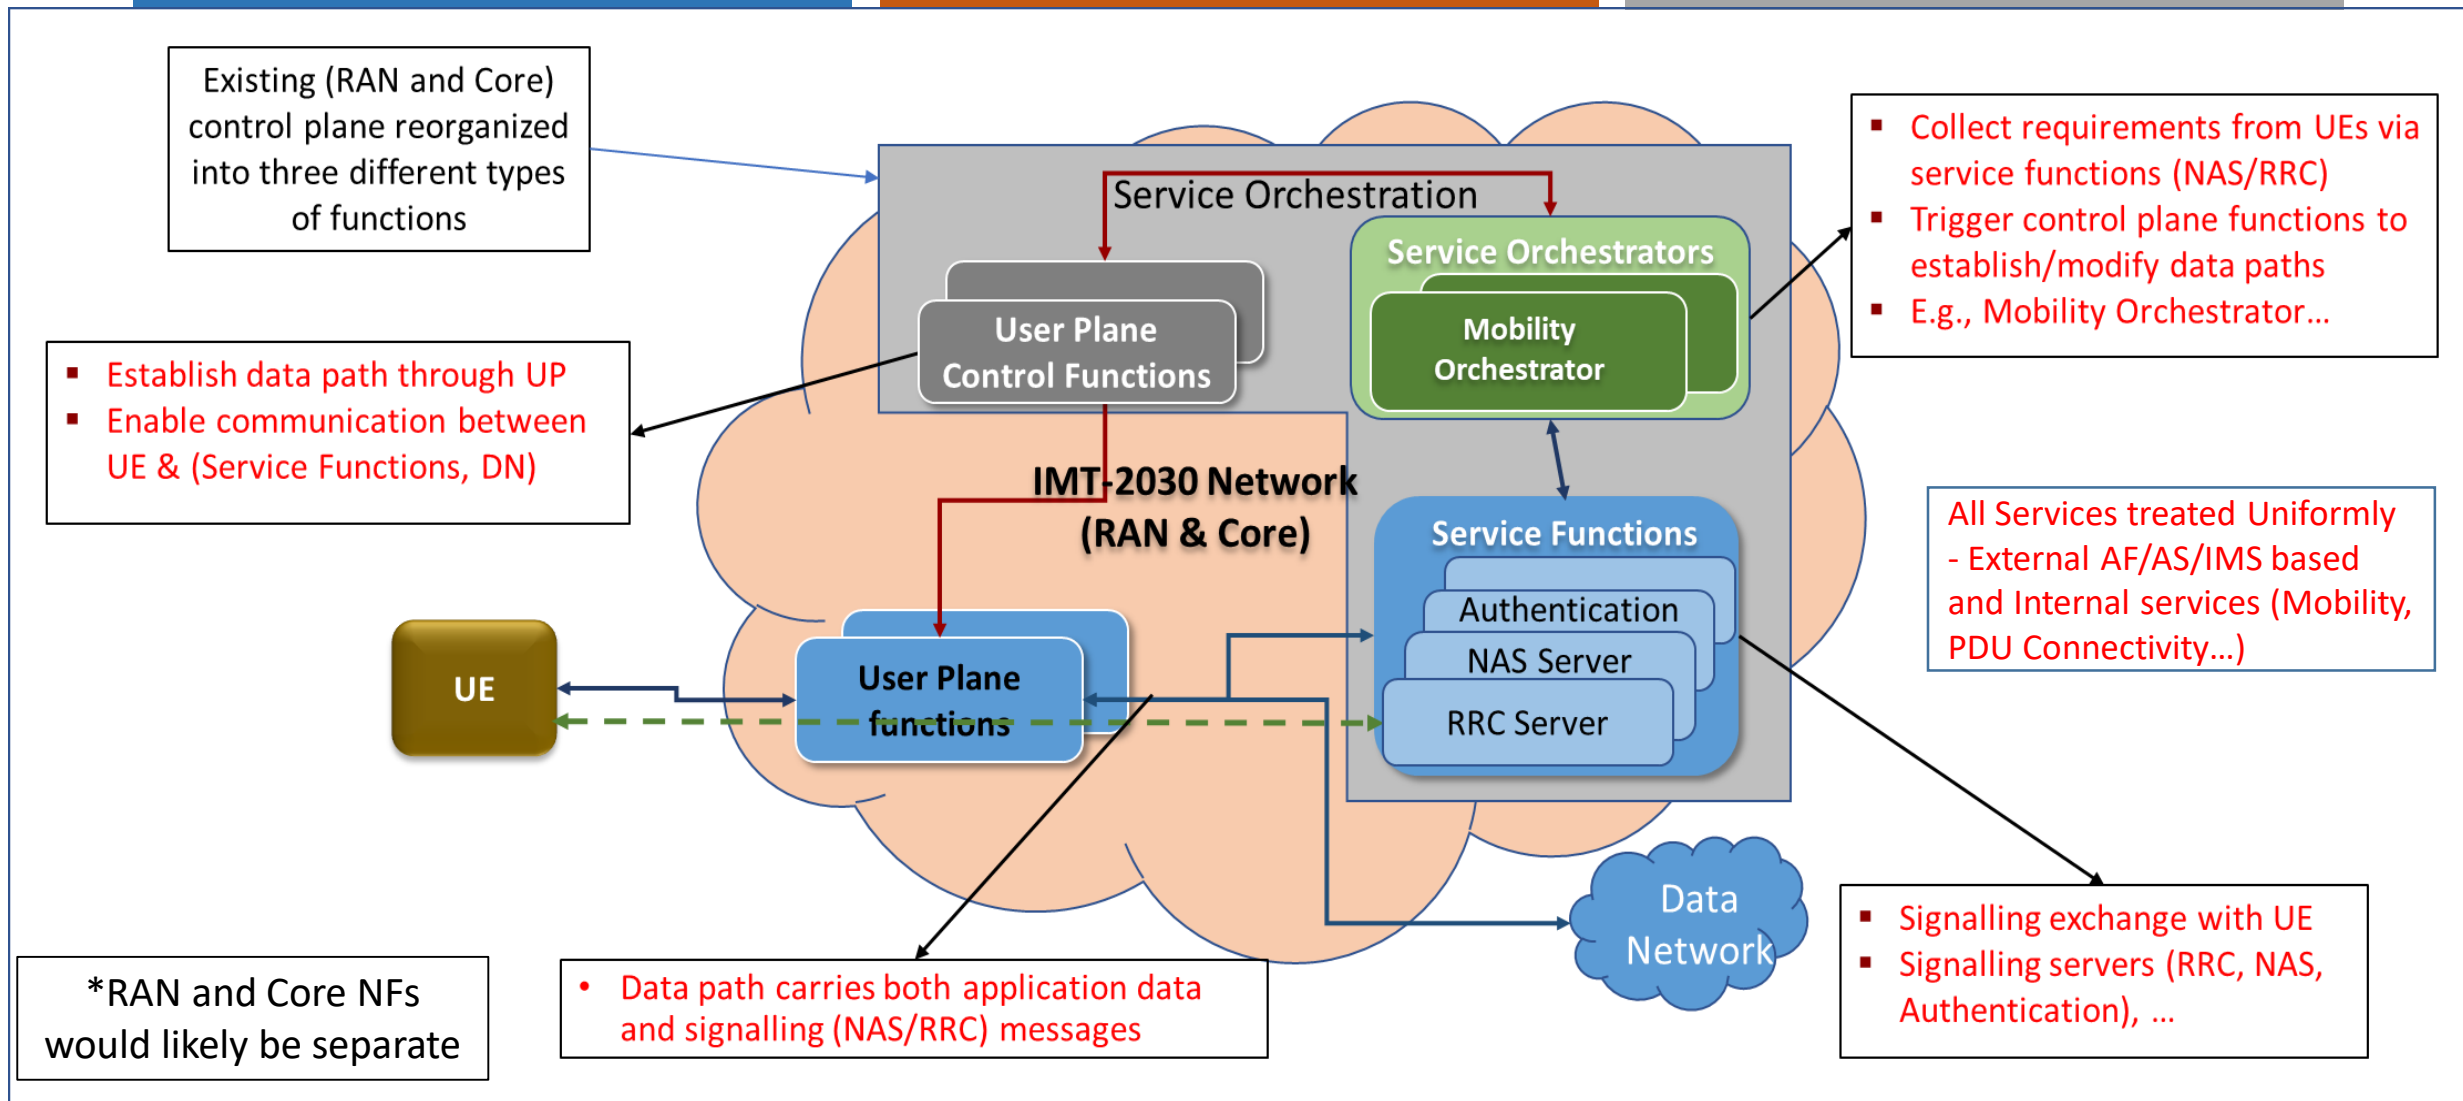 Existing (RAN and Core)
control plane reorganized
into three different types
of functions
Service Orchestration
▪ Collect requirements from UEs via
service functions (NAS/RRC)
▪ Trigger control plane functions to
establish/modify data paths
▪ E.g., Mobility Orchestrator…
Service Orchestrators
Mobility
Orchestrator
User Plane
Control Functions
▪ Establish data path through UP
▪ Enable communication between
UE & (Service Functions, DN)
IMT-2030 Network
(RAN & Core)
Service Functions
Authentication
NAS Server
RRC Server
All Services treated Uniformly
- External AF/AS/IMS based
and Internal services (Mobility,
PDU Connectivity…)
UE
User Plane
functions
Data
Network
▪ Signalling exchange with UE
▪ Signalling servers (RRC, NAS,
Authentication), …
• Data path carries both application data
and signalling (NAS/RRC) messages
*RAN and Core NFs
would likely be separate